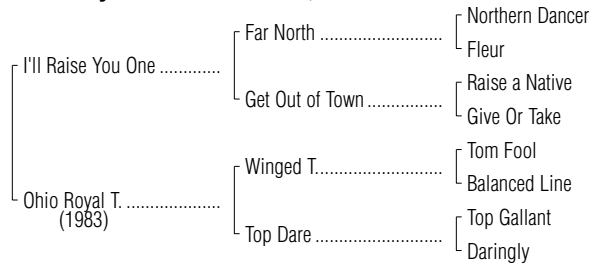 Northern Dancer
Far North ..............................
Fleur
I'll Raise You One .............
Raise a Native
Get Out of Town..................
Give Or Take
Tom Fool
Winged T...............................
Balanced Line
Ohio Royal T. ....................
(1983)
Top Gallant
Top Dare ...............................
Daringly